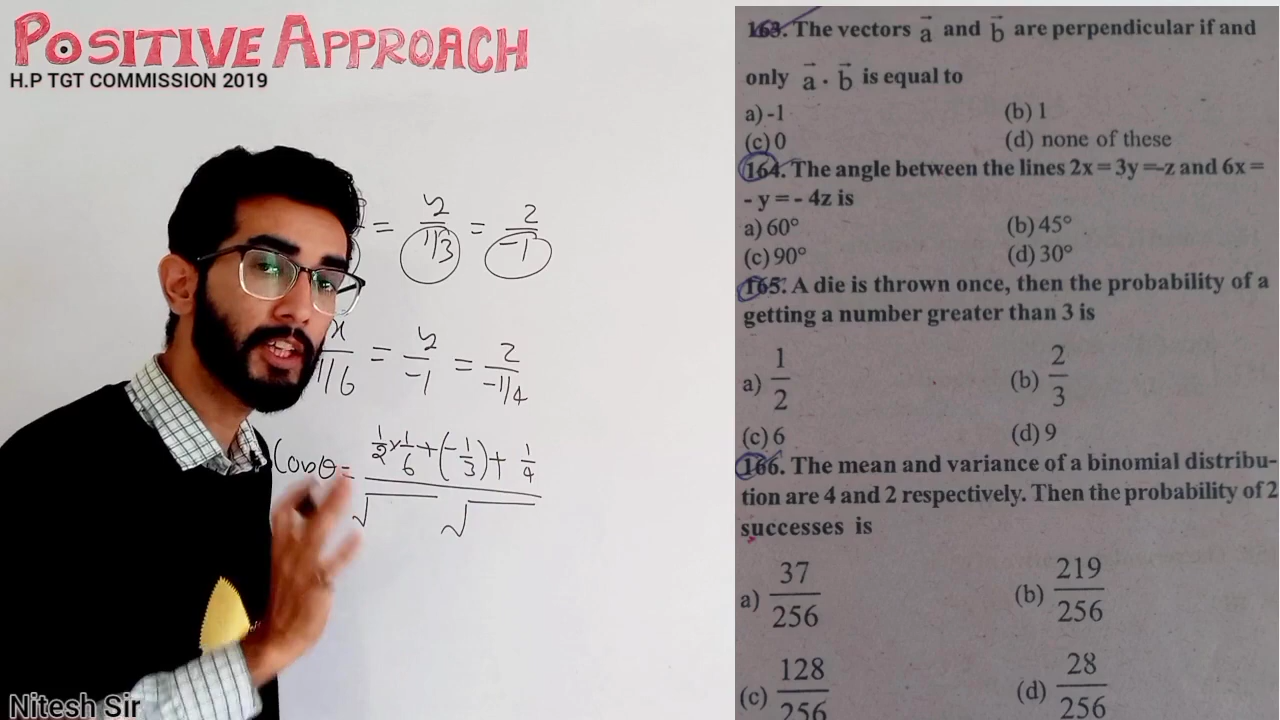 POSITIVE APPROACH
H.P TGT COMMISSION 2019
= y/1/3 = z/-1
x/1/6 = y/-1 = z/-1/4
Cosθ = 1/2 × 1/6 + (-1/3) + 1/4 / √ √
Nitesh Sir
163. The vectors a⃗ and b⃗ are perpendicular if and
only a⃗ . b⃗ is equal to
a) -1 (b) 1
(c) 0 (d) none of these
164. The angle between the lines 2x = 3y =-z and 6x =
- y = - 4z is
a) 60° (b) 45°
(c) 90° (d) 30°
165. A die is thrown once, then the probability of a
getting a number greater than 3 is
a) 1/2 (b) 2/3
(c) 6 (d) 9
166. The mean and variance of a binomial distribu-
tion are 4 and 2 respectively. Then the probability of 2
successes is
a) 37/256 (b) 219/256
(c) 128/256 (d) 28/256